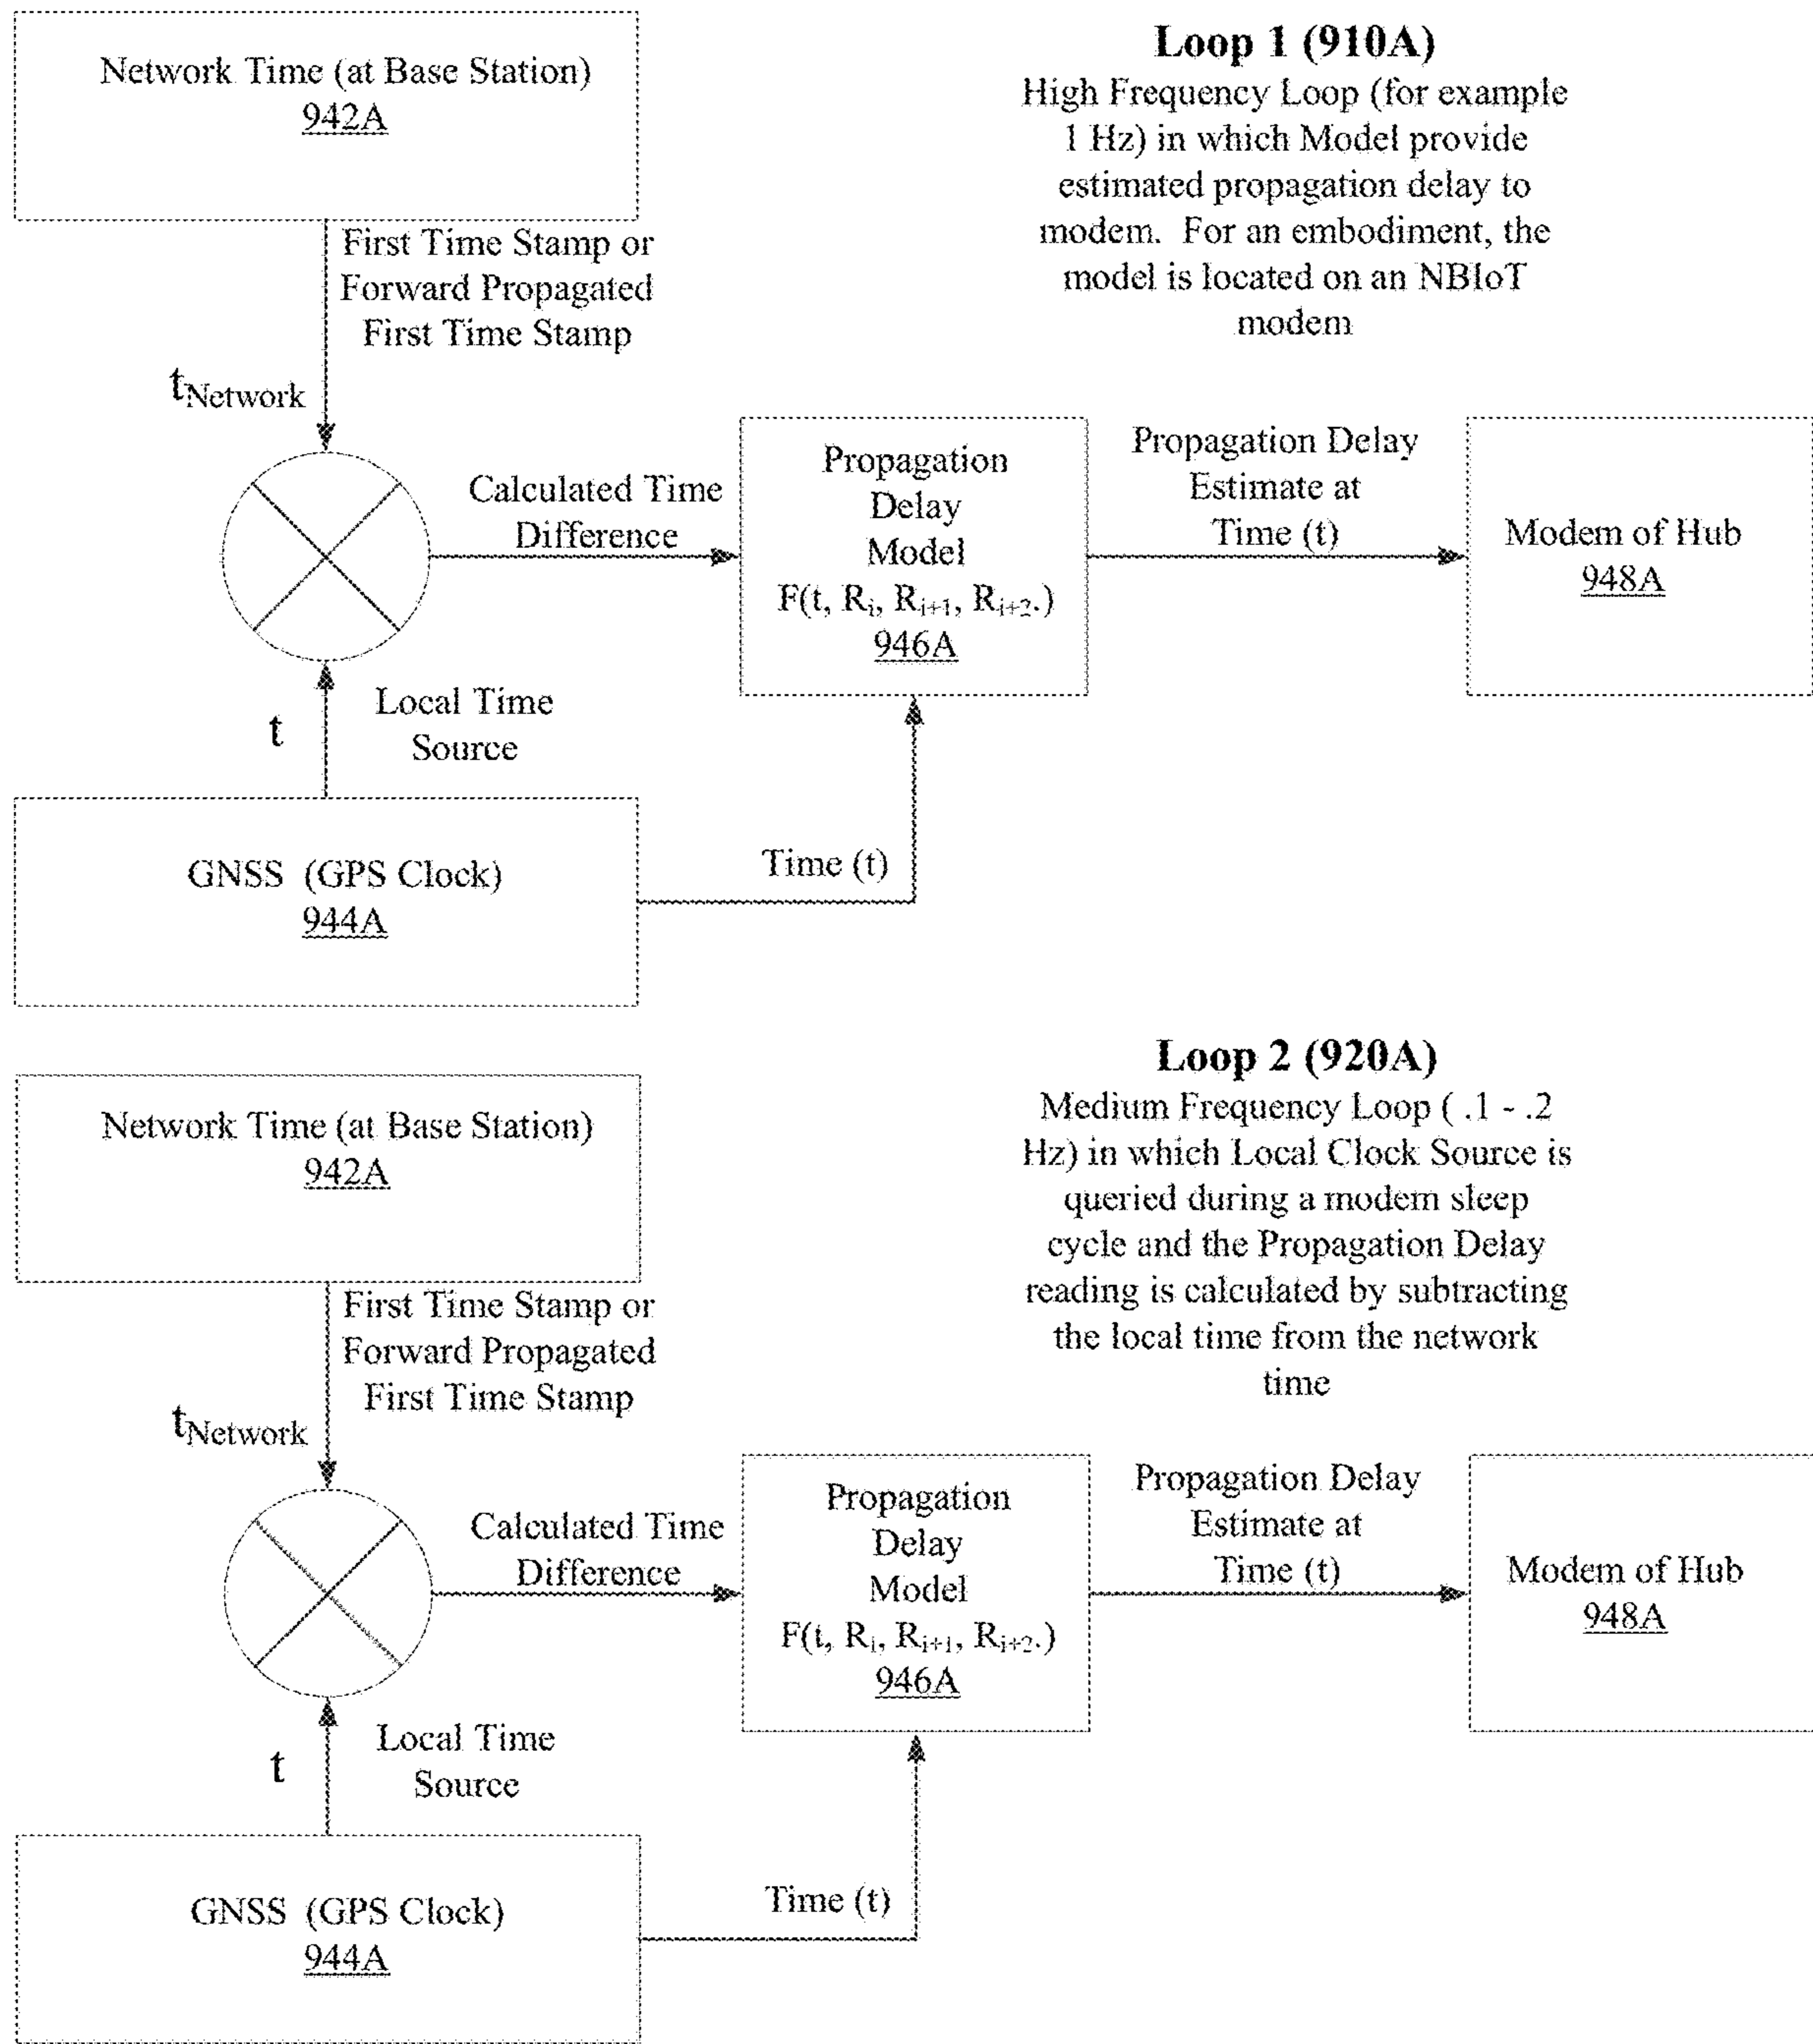 Network Time (at Base Station)
942A
Loop 1 (910A)
High Frequency Loop (for example
1 Hz) in which Model provide
estimated propagation delay to
modem. For an embodiment, the
model is located on an NBIoT
modem
First Time Stamp or
Forward Propagated
First Time Stamp
tNetwork
Calculated Time
Difference
Propagation
Delay
Model
F(t, Ri, Ri+1, Ri+2.)
946A
Propagation Delay
Estimate at
Time (t)
Modem of Hub
948A
t
Local Time
Source
GNSS (GPS Clock)
944A
Time (t)
Loop 2 (920A)
Medium Frequency Loop ( .1 - .2
Hz) in which Local Clock Source is
queried during a modem sleep
cycle and the Propagation Delay
reading is calculated by subtracting
the local time from the network
time
Network Time (at Base Station)
942A
First Time Stamp or
Forward Propagated
First Time Stamp
tNetwork
Calculated Time
Difference
Propagation
Delay
Model
F(t, Ri, Ri+1, Ri+2.)
946A
Propagation Delay
Estimate at
Time (t)
Modem of Hub
948A
t
Local Time
Source
GNSS (GPS Clock)
944A
Time (t)